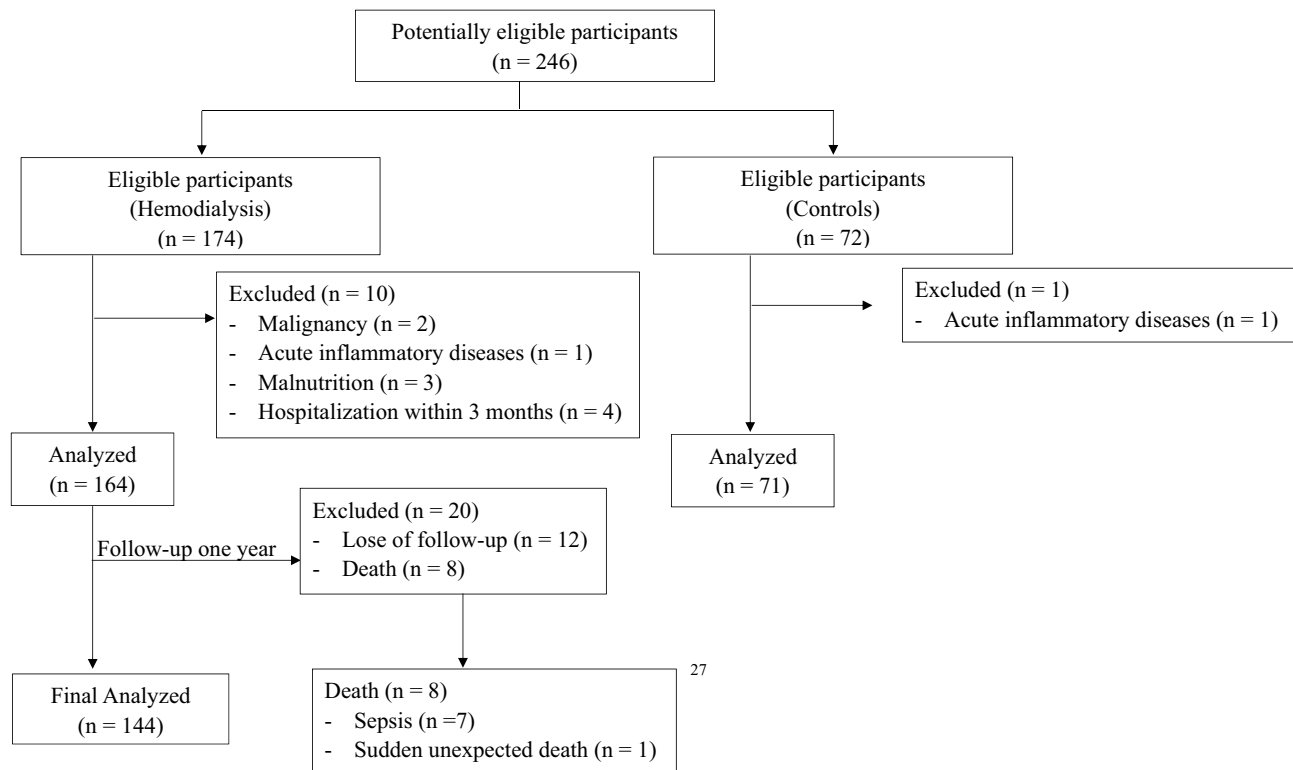 Potentially eligible participants
(n = 246)
Eligible participants
(Hemodialysis)
(n = 174)
Eligible participants
(Controls)
(n = 72)
Excluded (n = 10)
- Malignancy (n = 2)
- Acute inflammatory diseases (n = 1)
- Malnutrition (n = 3)
- Hospitalization within 3 months (n = 4)
Excluded (n = 1)
- Acute inflammatory diseases (n = 1)
Analyzed
(n = 164)
Analyzed
(n = 71)
Follow-up one year
Excluded (n = 20)
- Lose of follow-up (n = 12)
- Death (n = 8)
27
Final Analyzed
(n = 144)
Death (n = 8)
- Sepsis (n =7)
- Sudden unexpected death (n = 1)